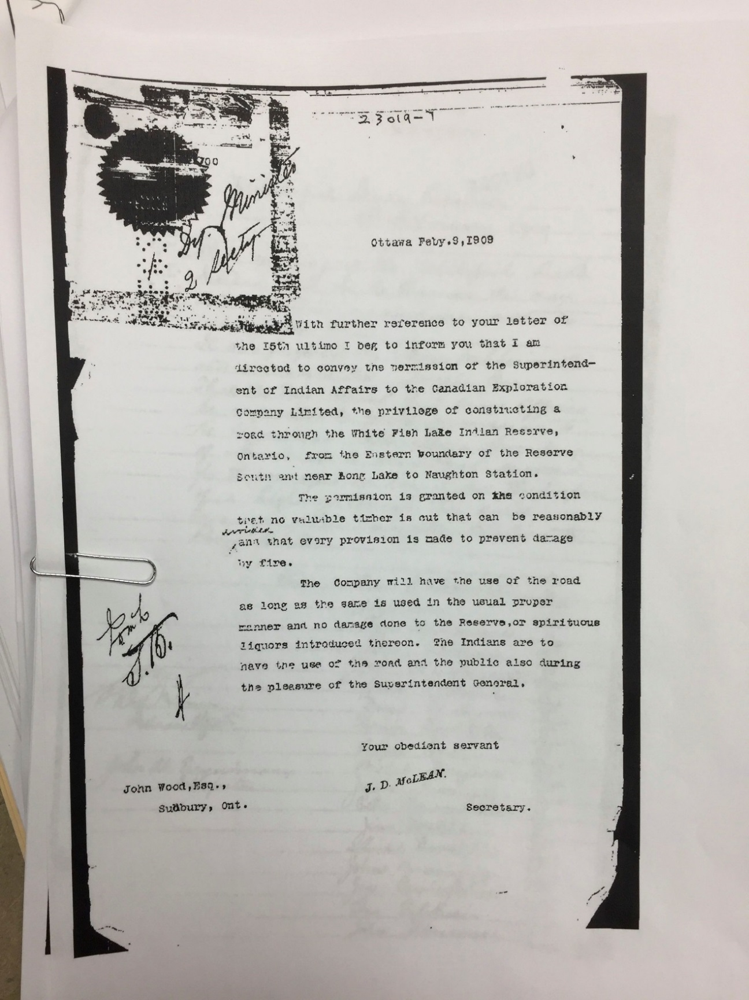 23019-7
700
Dy. Minister
2 Secty.
Ottawa Feby.9,I909
With further reference to your letter of
the I5th ultimo I beg to inform you that I am
directed to convey the permission of the Superintend-
ent of Indian Affairs to the Canadian Exploration
Company Limited, the privilege of constructing a
road through the White Fish Lake Indian Reserve,
Ontario, from the Eastern boundary of the Reserve
South and near Long Lake to Naughton Station.
The permission is granted on the condition
that no valuable timber is cut that can be reasonably
avoided
and that every provision is made to prevent damage
by fire.
The Company will have the use of the road
as long as the same is used in the usual proper
manner and no damage done to the Reserve,or spirituous
liquors introduced thereon. The Indians are to
have the use of the road and the public also during
the pleasure of the Superintendent General.
Your obedient servant
J. D. McLEAN.
John Wood,Esq.,
Sudbury, Ont.
Secretary.